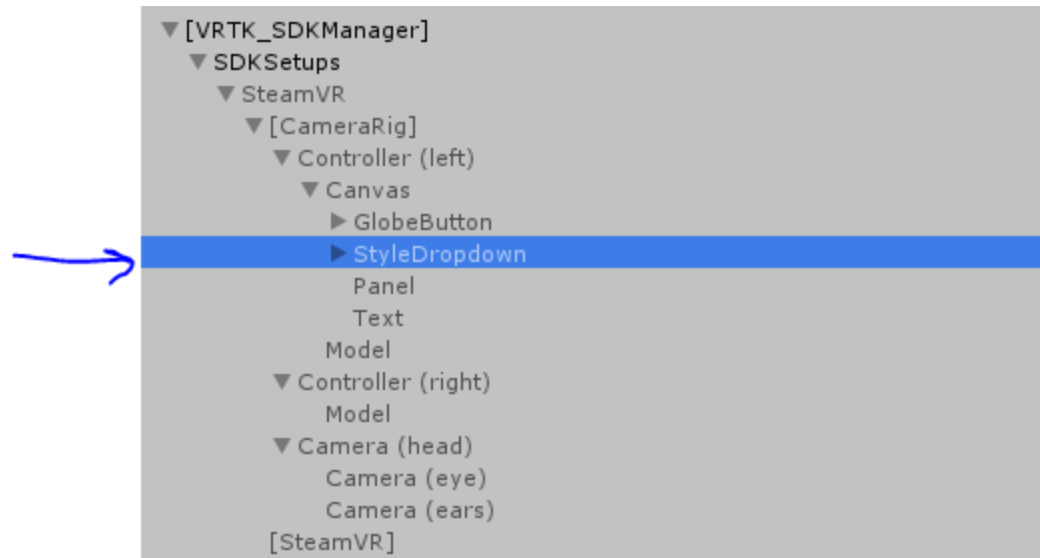 [VRTK_SDKManager]
SDKSetups
SteamVR
[CameraRig]
Controller (left)
Canvas
GlobeButton
StyleDropdown
Panel
Text
Model
Controller (right)
Model
Camera (head)
Camera (eye)
Camera (ears)
[SteamVR]